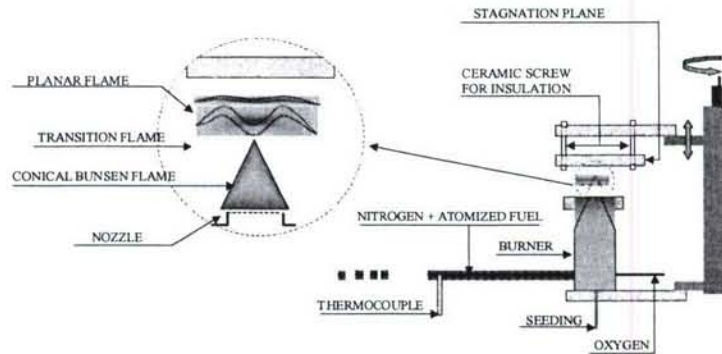 STAGNATION PLANE
CERAMIC SCREW
FOR INSULATION
PLANAR FLAME
TRANSITION FLAME
CONICAL BUNSEN FLAME
NOZZLE
NITROGEN + ATOMIZED FUEL
BURNER
THERMOCOUPLE
SEEDING
OXYGEN